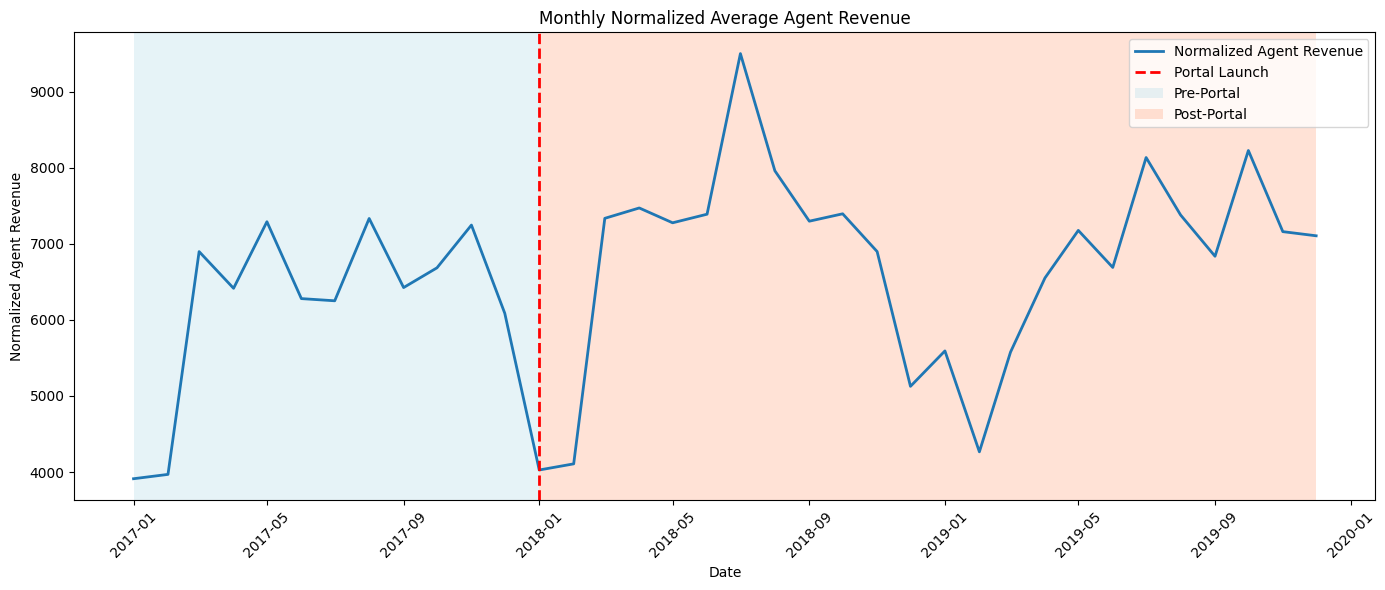 Monthly Normalized Average Agent Revenue
Normalized Agent Revenue
Portal Launch
Pre-Portal
Post-Portal
Normalized Agent Revenue
9000
8000
7000
6000
5000
4000
2017-01
2017-05
2017-09
2018-01
2018-05
2018-09
2019-01
2019-05
2019-09
2020-01
Date